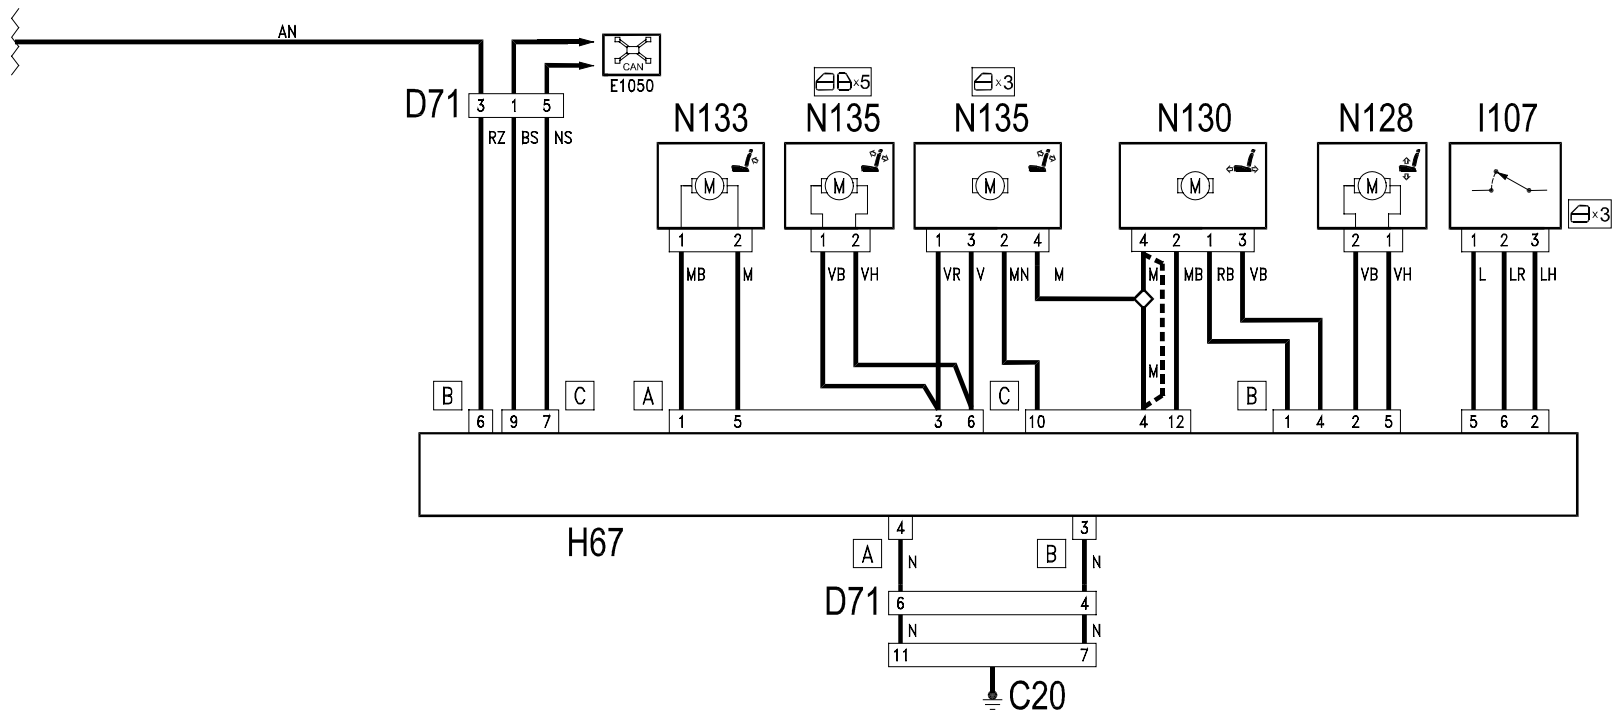 AN
CAN
E1050
D71 3 1 5
RZ BS NS
×5
×3
N133 N135 N135 N130 N128 I107
M M M M M
×3
1 2 1 2 1 3 2 4 4 2 1 3 2 1 1 2 3
MB M VB VH VR V MN M M MB RB VB VB VH L LR LH
M
B C A C B
6 9 7 1 5 3 6 10 4 12 1 4 2 5 5 6 2
H67
4 3
A N B N
D71 6 4
N N
11 7
C20